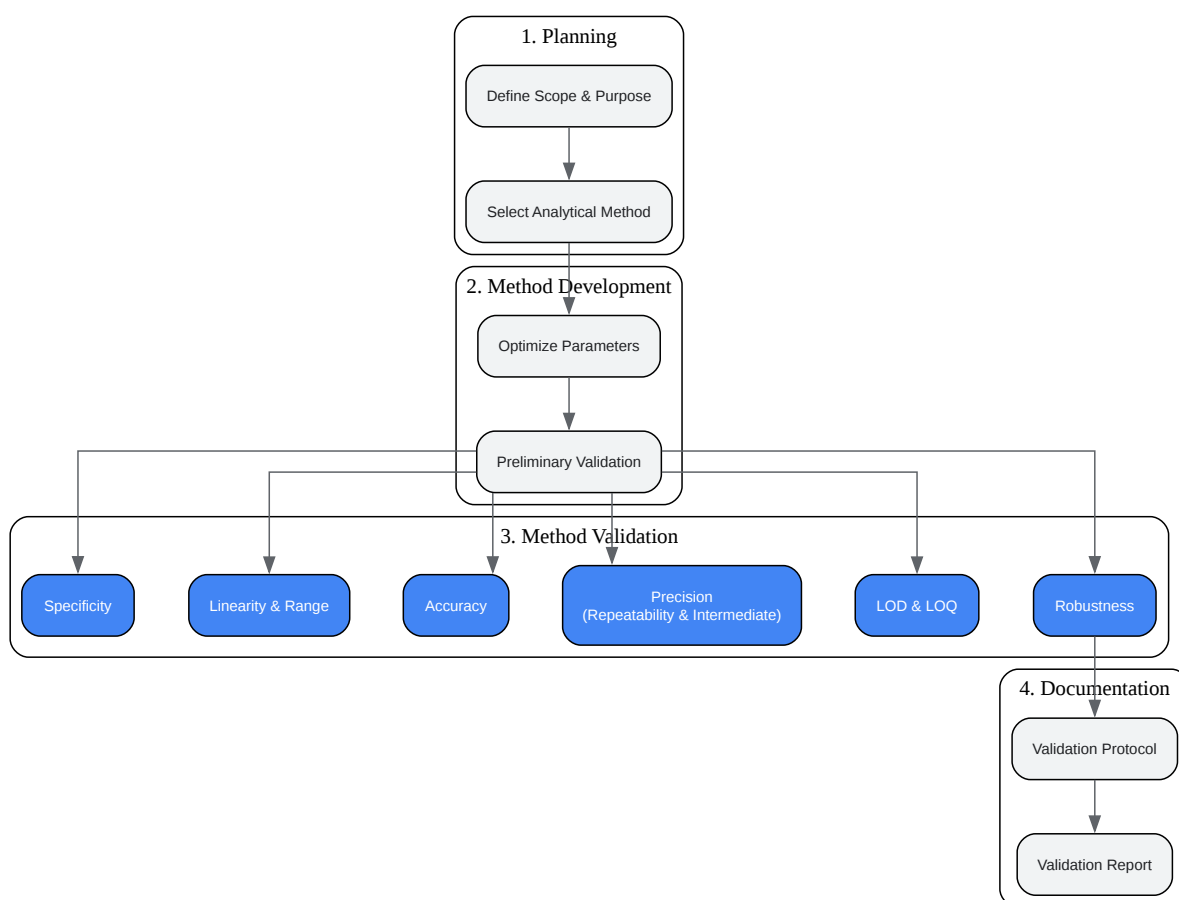 1. Planning
Define Scope & Purpose
Select Analytical Method
2. Method Development
Optimize Parameters
Preliminary Validation
3. Method Validation
Specificity
Linearity & Range
Accuracy
Precision
(Repeatability & Intermediate)
LOD & LOQ
Robustness
4. Documentation
Validation Protocol
Validation Report